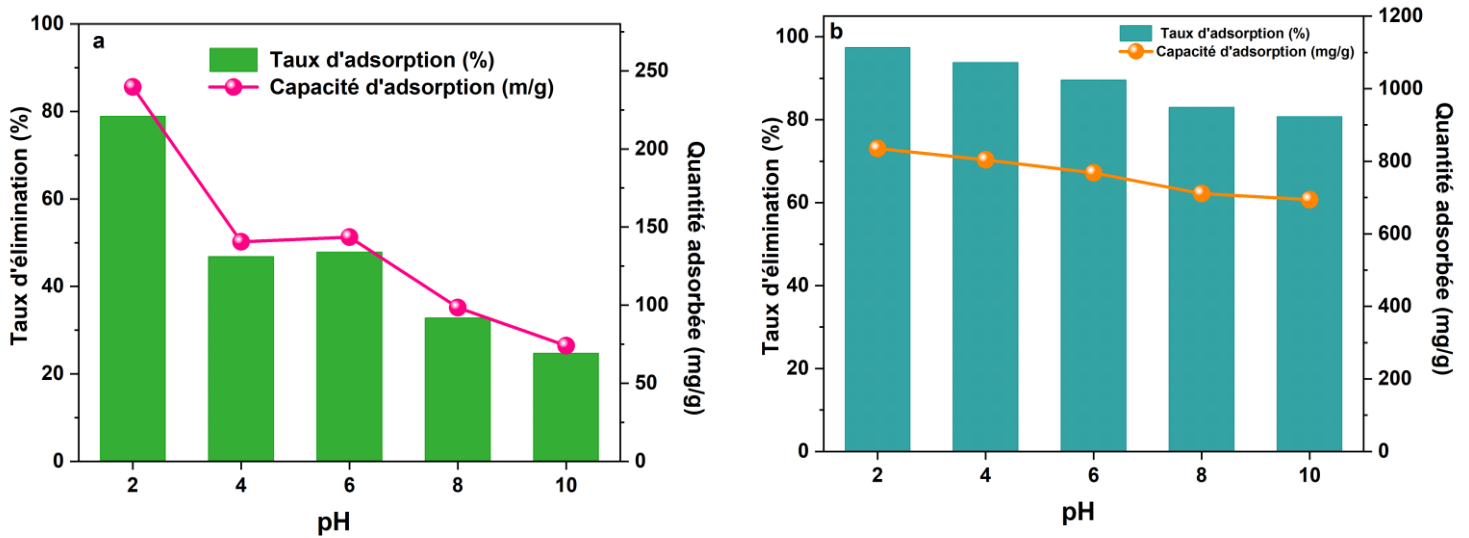 a
Taux d'adsorption (%)
Capacité d'adsorption (m/g)
Taux d'élimination (%)
100
80
60
40
20
0
2 4 6 8 10
pH
250
200
150
100
50
0
Quantité adsorbée (mg/g)
b
Taux d'adsorption (%)
Capacité d'adsorption (mg/g)
Taux d'élimination (%)
100
80
60
40
20
0
2 4 6 8 10
pH
1200
1000
800
600
400
200
0
Quantité adsorbée (mg/g)